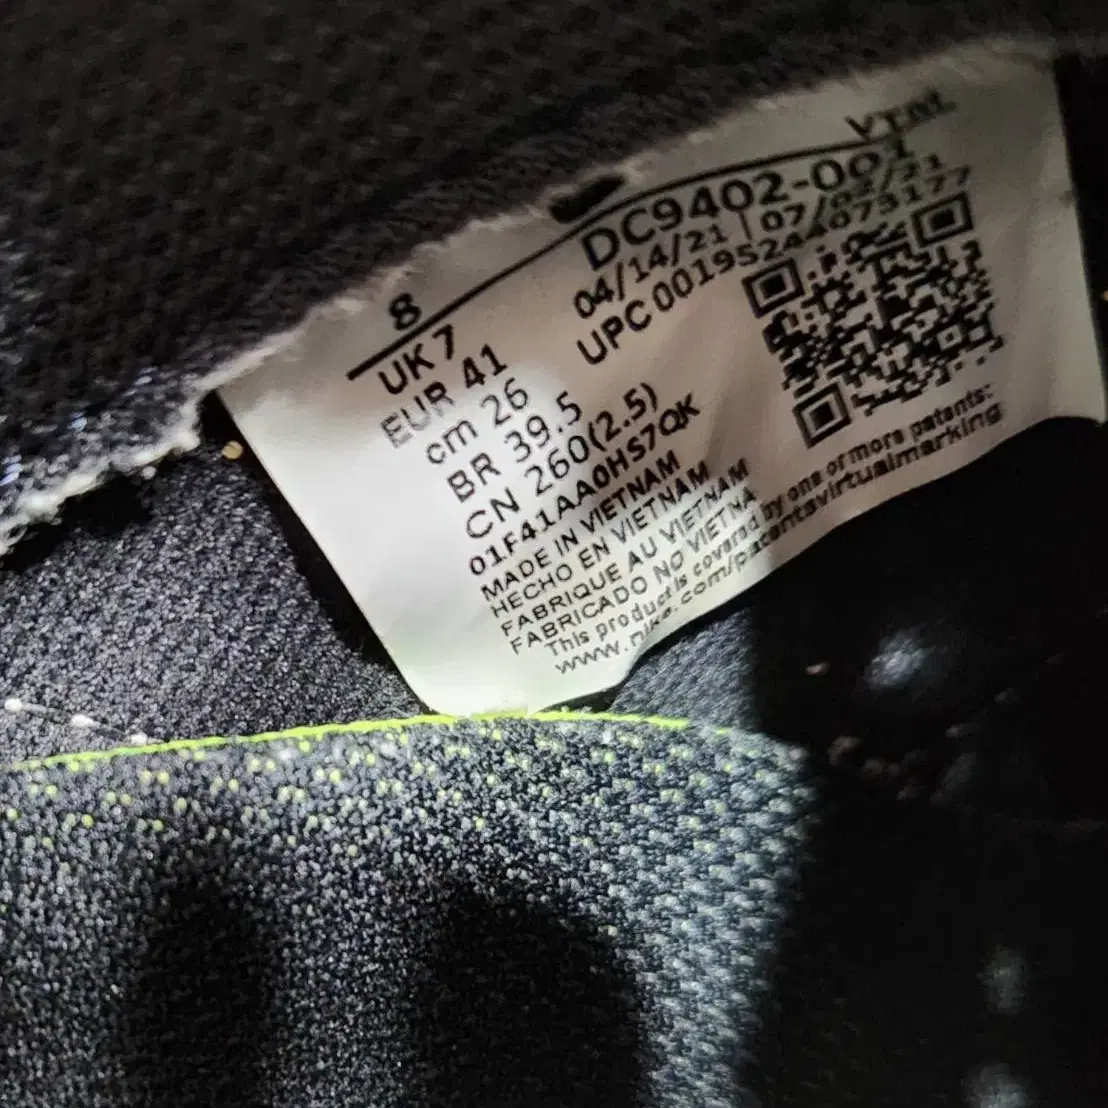 8
VTnL
UK 7
EUR 41
cm 26
BR 39.5
CN 260(2.5)
01F41AA0HS7QK
DC9402-001
04/14/21 | 07/02/21
UPC 00195244073177
MADE IN VIETNAM
HECHO EN VIETNAM
FABRIQUE AU VIETNAM
FABRICADO NO VIETNA
This product is covered by one or more patents:
www.nike.com/patentsvirtualmarking